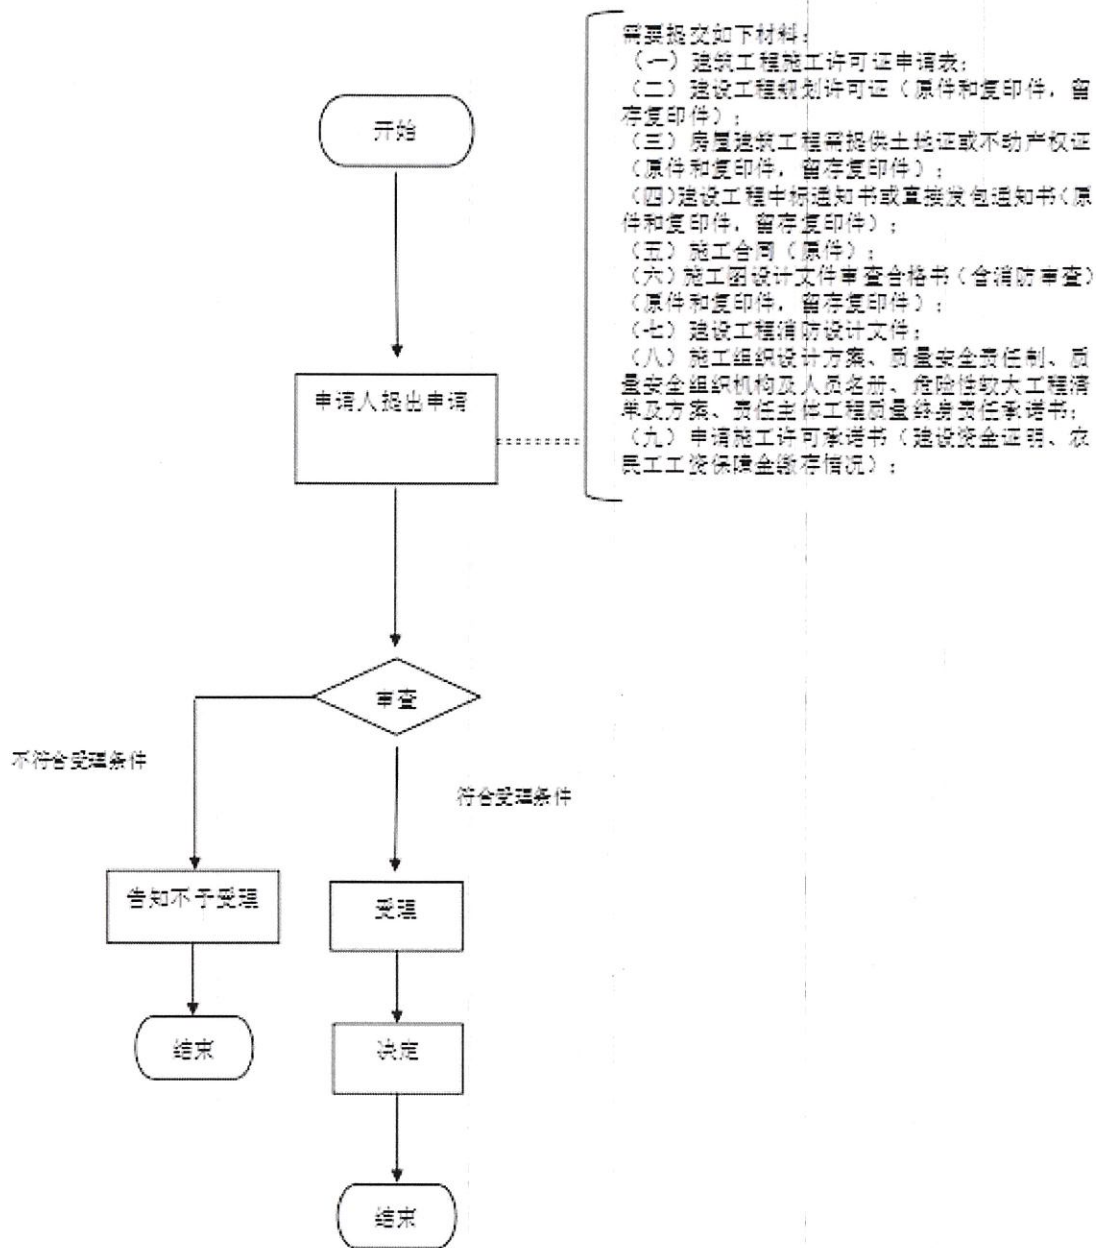 需要提交如下材料：
（一）建筑工程施工许可证申请表；
（二）建设工程规划许可证（原件和复印件，留
存复印件）；
（三）房屋建筑工程需提供土地证或不动产权证
（原件和复印件，留存复印件）；
（四）建设工程中标通知书或直接发包通知书（原
件和复印件，留存复印件）；
（五）施工合同（原件）；
（六）施工图设计文件审查合格书（含消防审查）
（原件和复印件，留存复印件）；
（七）建设工程消防设计文件；
（八）施工组织设计方案、质量安全责任制、质
量安全组织机构及人员名册、危险性较大工程清
单及方案、责任主体工程质量终身责任承诺书；
（九）申请施工许可承诺书（建设资金证明、农
民工工资保障金缴存情况）；
开始
申请人提出申请
审查
不符合受理条件
符合受理条件
告知不予受理
受理
结束
决定
结束